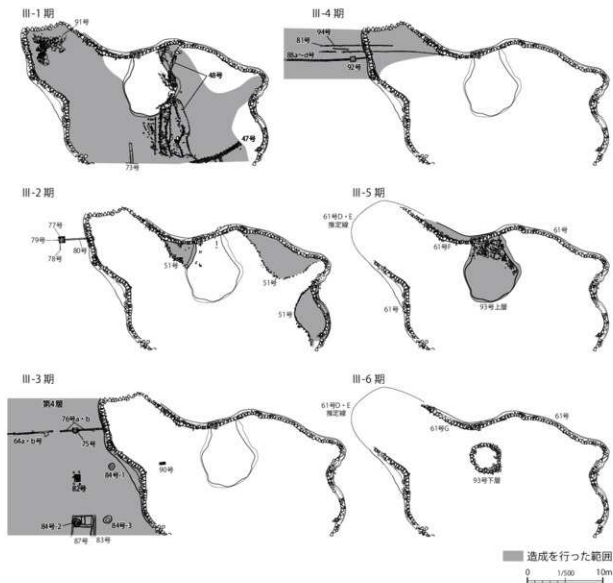 III-1 期
91号
48号
47号
73号
III-2 期
77号
79号
80号
78号
51号
51号
51号
III-3 期
第4層
76号a・b
64a・b号
75号
84号-1
90号
82号
84号-2
84号-3
87号
83号
III-4 期
94号
81号
88a~d号
92号
III-5 期
61号D・E
推定線
61号F
61号
61号
93号上層
III-6 期
61号D・E
推定線
61号G
61号
93号下層
造成を行った範囲
0 1/500 10m